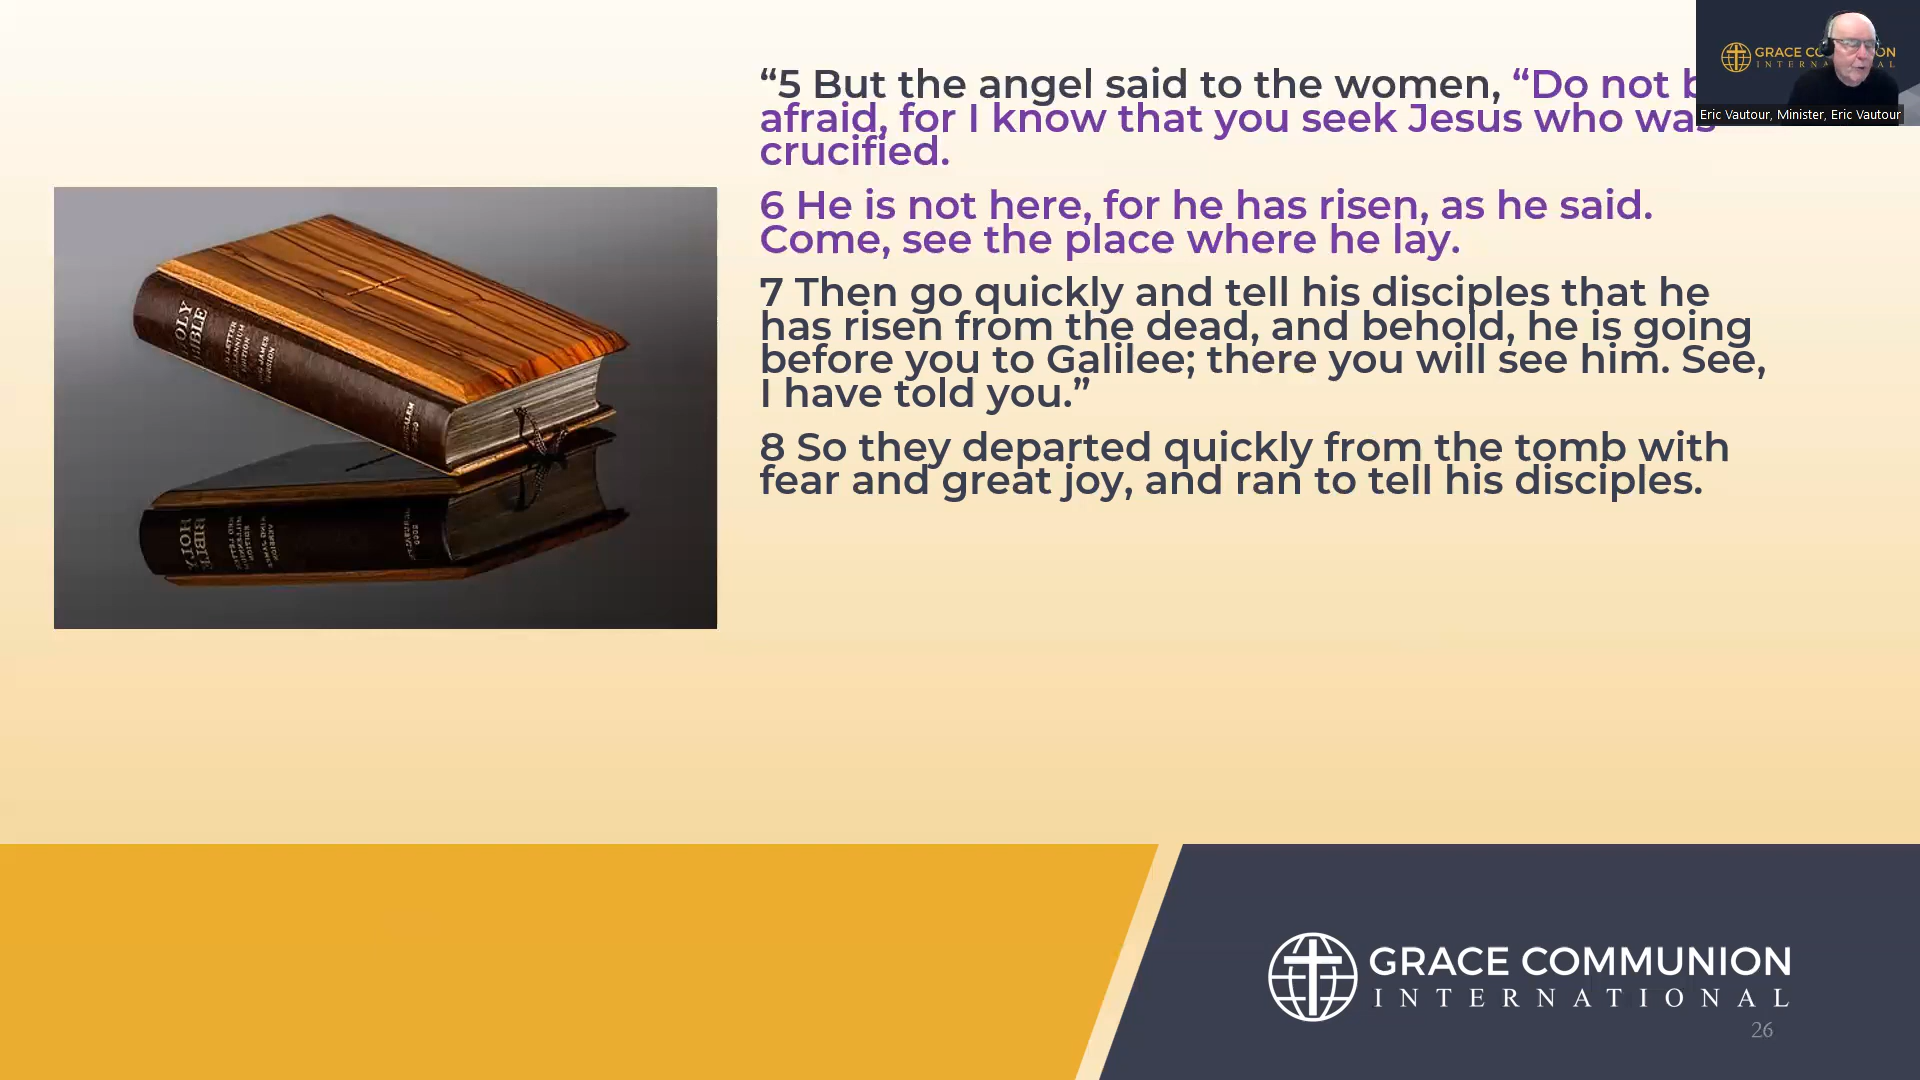 “5 But the angel said to the women, “Do not b
afraid, for I know that you seek Jesus who was
crucified.
6 He is not here, for he has risen, as he said.
Come, see the place where he lay.
7 Then go quickly and tell his disciples that he
has risen from the dead, and behold, he is going
before you to Galilee; there you will see him. See,
I have told you.”
8 So they departed quickly from the tomb with
fear and great joy, and ran to tell his disciples.
GRACE
INTERN
Eric Vautour, Minister, Eric Vautour
HOLY
BIBLE
GRACE COMMUNION
INTERNATIONAL
26